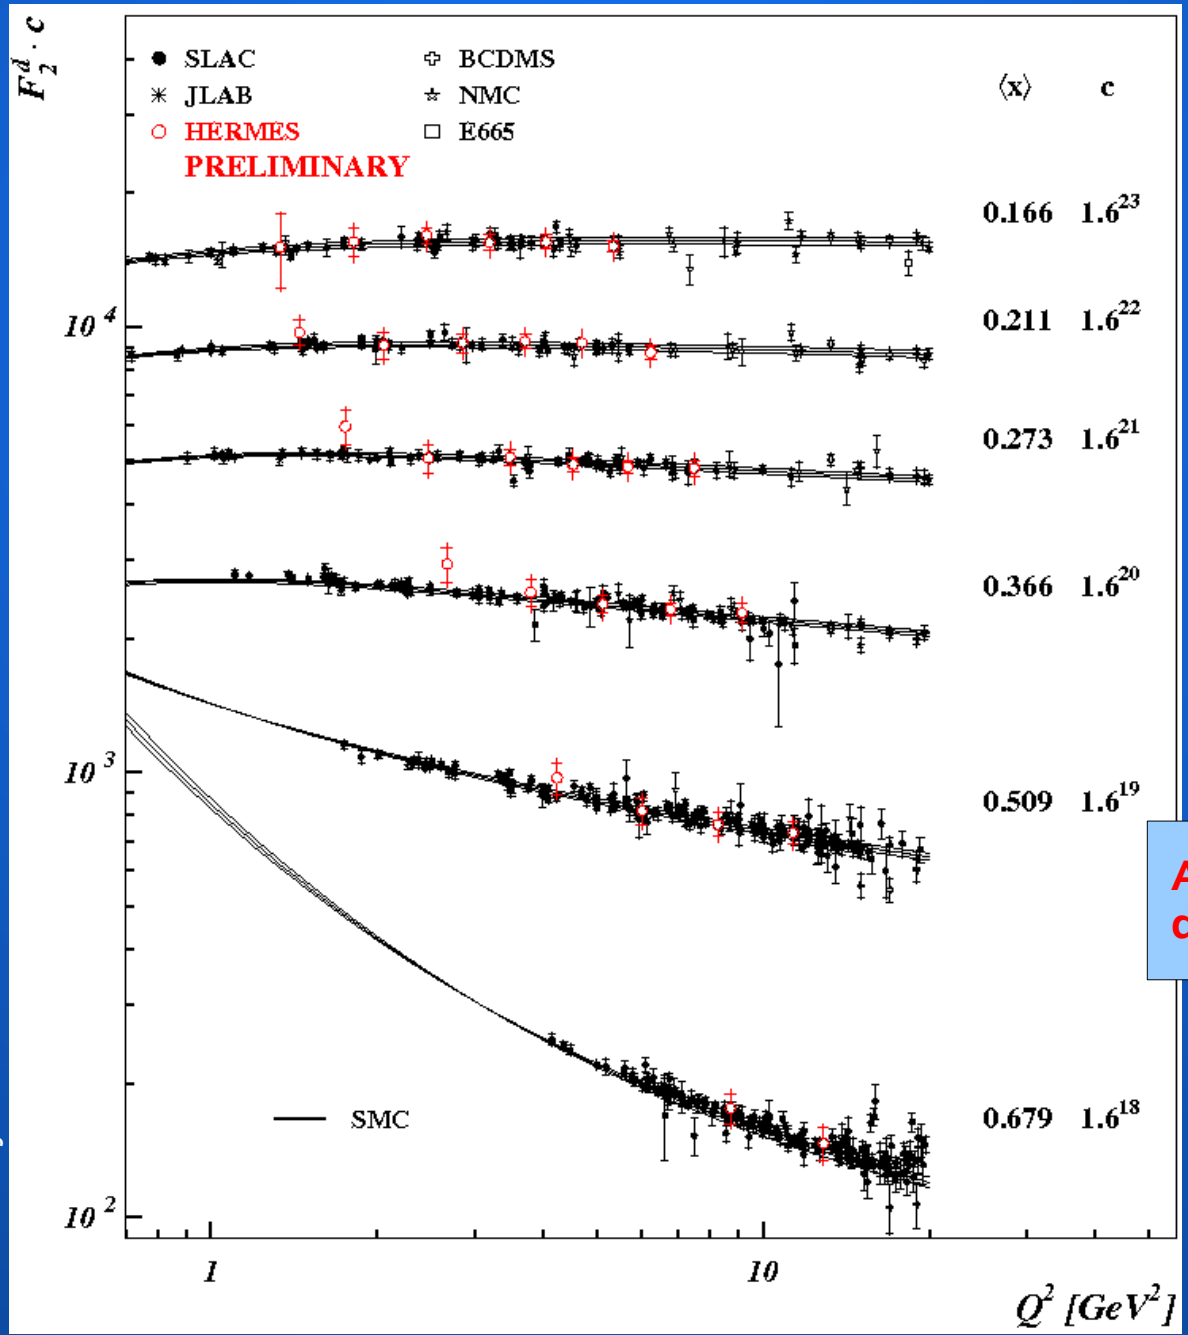 F₂ᵈ · c
SLAC
JLAB
HERMES
PRELIMINARY
BCDMS
NMC
E665
⟨x⟩ c
0.166 1.6²³
0.211 1.6²²
0.273 1.6²¹
0.366 1.6²⁰
0.509 1.6¹⁹
0.679 1.6¹⁸
10⁴
10³
10²
SMC
1 10
Q² [GeV²]